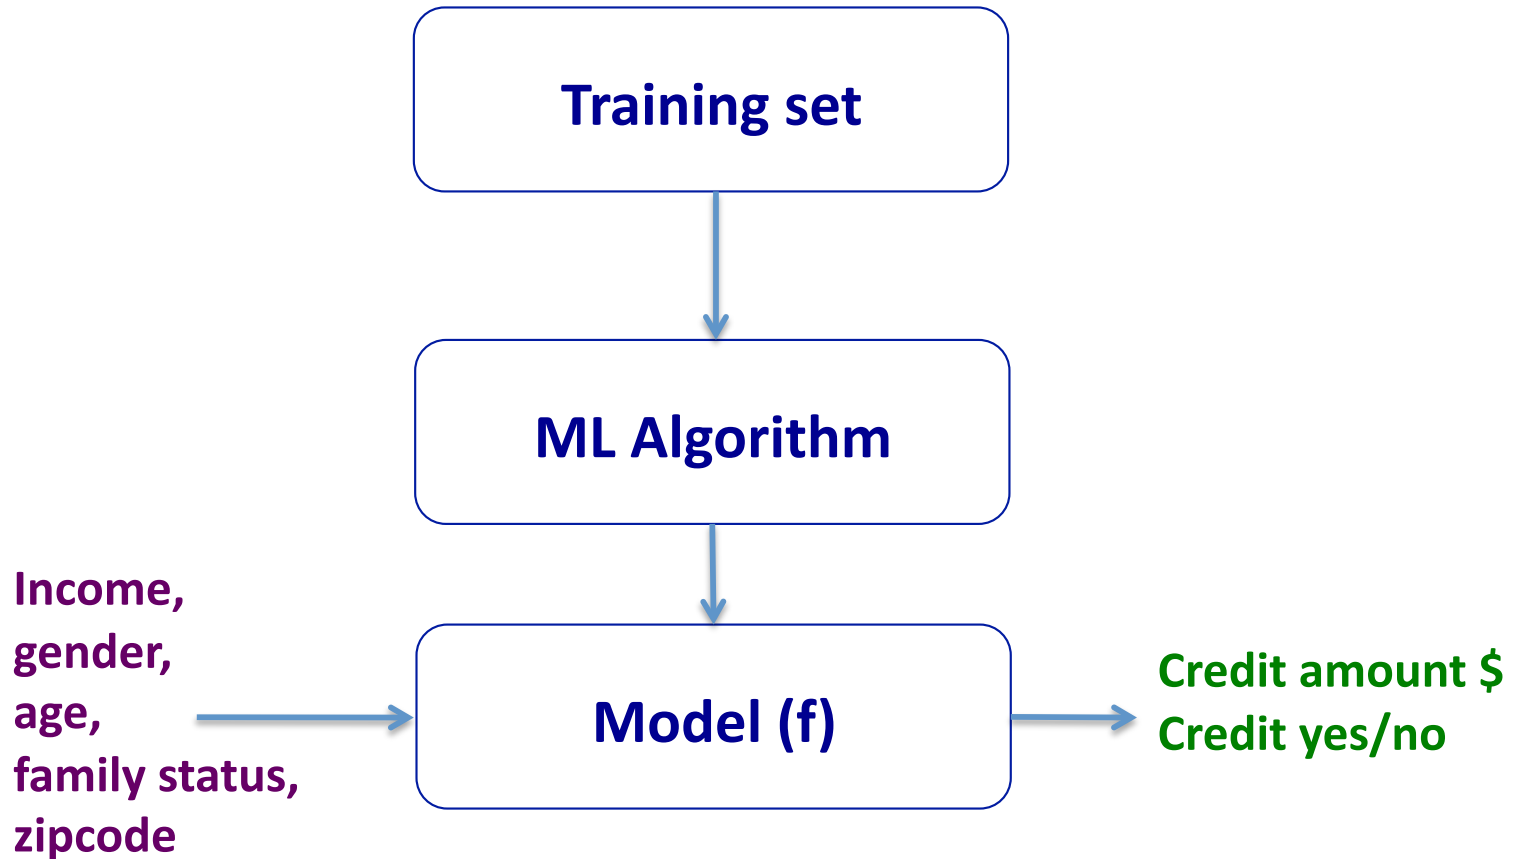 Training set
ML Algorithm
Income,
gender,
age,
family status,
zipcode
Model (f)
Credit amount $
Credit yes/no